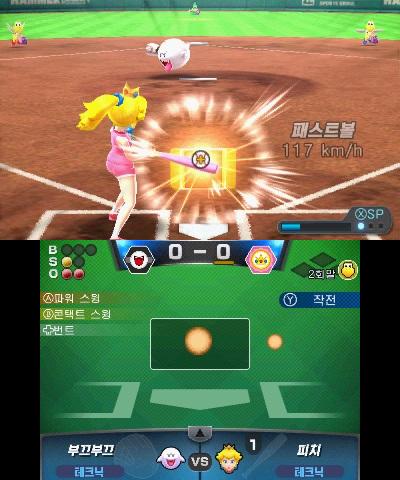 패스트볼
117 km/h
ⓍSP
B
S
O
0 - 0
2회말
Ⓐ파워 스윙
Ⓑ콘택트 스윙
번트
Ⓨ 작전
부끄부끄
VS
1
피치
테크닉
테크닉